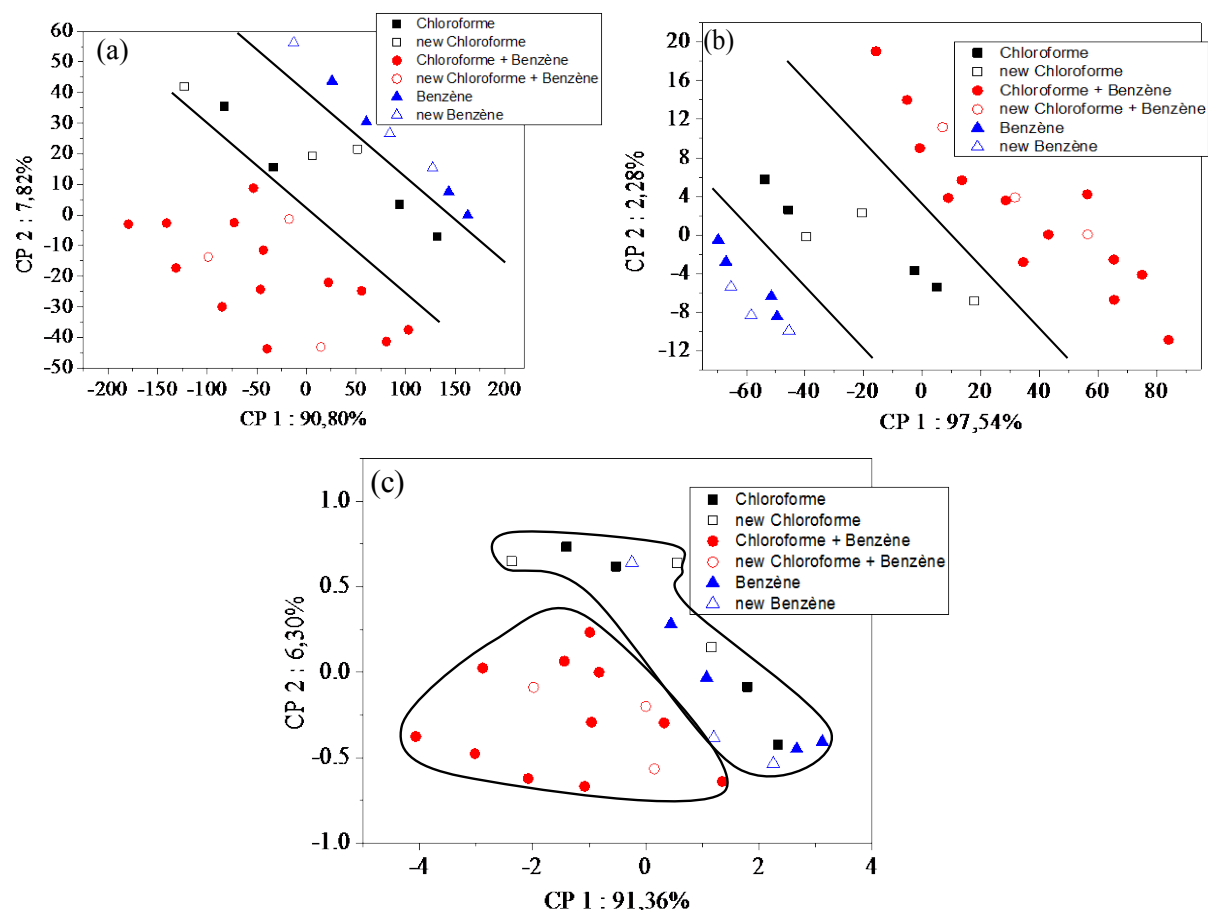 (a)
Chloroforme
new Chloroforme
Chloroforme + Benzène
new Chloroforme + Benzène
Benzène
new Benzène
60
50
40
30
20
10
0
-10
-20
-30
-40
-50
CP 2 : 7,82%
-200 -150 -100 -50 0 50 100 150 200
CP 1 : 90,80%
(b)
Chloroforme
new Chloroforme
Chloroforme + Benzène
new Chloroforme + Benzène
Benzène
new Benzène
20
16
12
8
4
0
-4
-8
-12
CP 2 : 2,28%
-60 -40 -20 0 20 40 60 80
CP 1 : 97,54%
(c)
Chloroforme
new Chloroforme
Chloroforme + Benzène
new Chloroforme + Benzène
Benzène
new Benzène
1.0
0.5
0.0
-0.5
-1.0
CP 2 : 6,30%
-4 -2 0 2 4
CP 1 : 91,36%